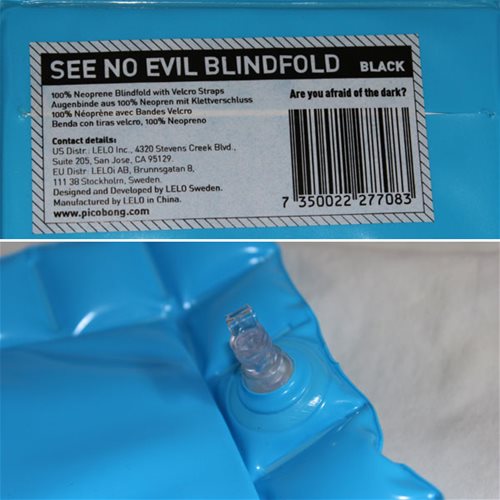 SEE NO EVIL BLINDFOLD BLACK
100% Neoprene Blindfold with Velcro Straps
Augenbinde aus 100% Neopren mit Klettverschluss
100% Néoprène avec Bandes Velcro
Benda con tiras velcro, 100% Neopreno
Are you afraid of the dark?
Contact details:
US Distr.: LELO Inc., 4320 Stevens Creek Blvd.,
Suite 205, San Jose, CA 95129.
EU Distr: LELOi AB, Brunnsgatan 8,
111 38 Stockholm, Sweden.
Designed and Developed by LELO Sweden.
Manufactured by LELO in China.
www.picobong.com
7 350022 277083